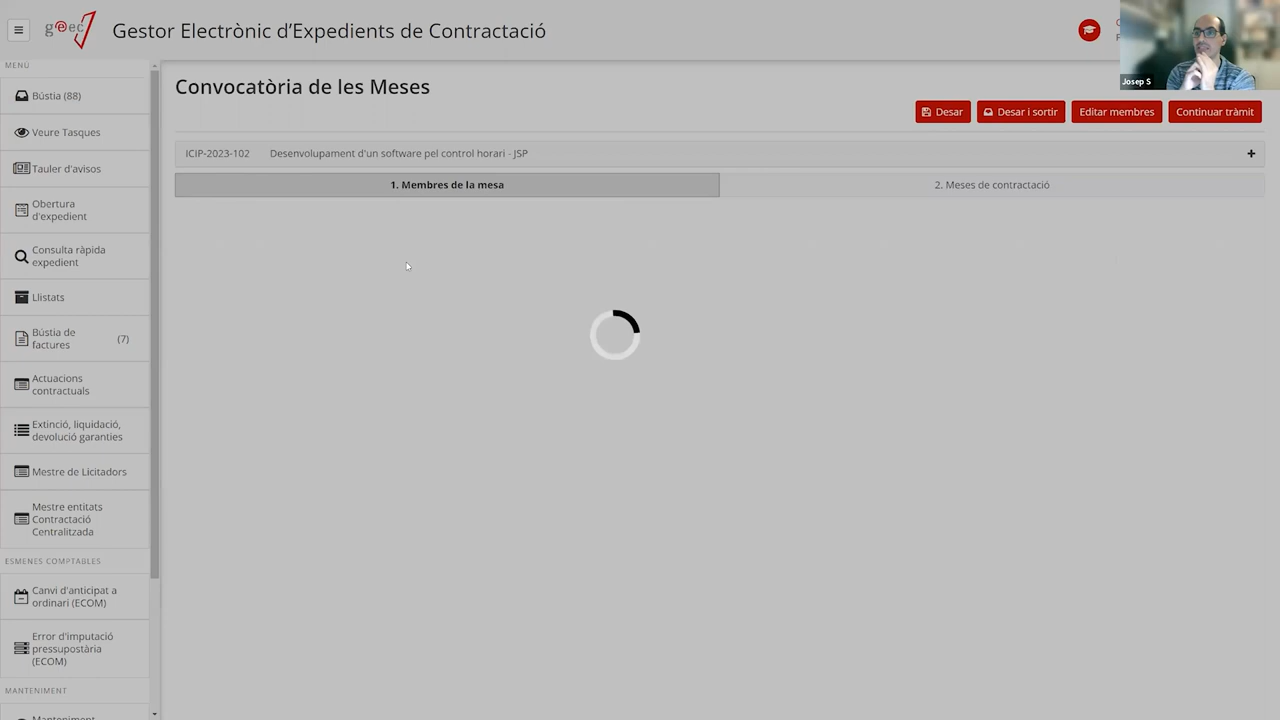 geec
Gestor Electrònic d'Expedients de Contractació
Josep S
MENÚ
Bústia (88)
Veure Tasques
Tauler d'avisos
Obertura
d'expedient
Consulta ràpida
expedient
Llistats
Bústia de
factures
(7)
Actuacions
contractuals
Extinció, liquidació,
devolució garanties
Mestre de Licitadors
Mestre entitats
Contractació
Centralitzada
ESMENES COMPTABLES
Canvi d'anticipat a
ordinari (ECOM)
Error d'imputació
pressupostària
(ECOM)
MANTENIMENT
Manteniment
Convocatòria de les Meses
Desar
Desar i sortir
Editar membres
Continuar tràmit
ICIP-2023-102 Desenvolupament d'un software pel control horari - JSP
1. Membres de la mesa
2. Meses de contractació